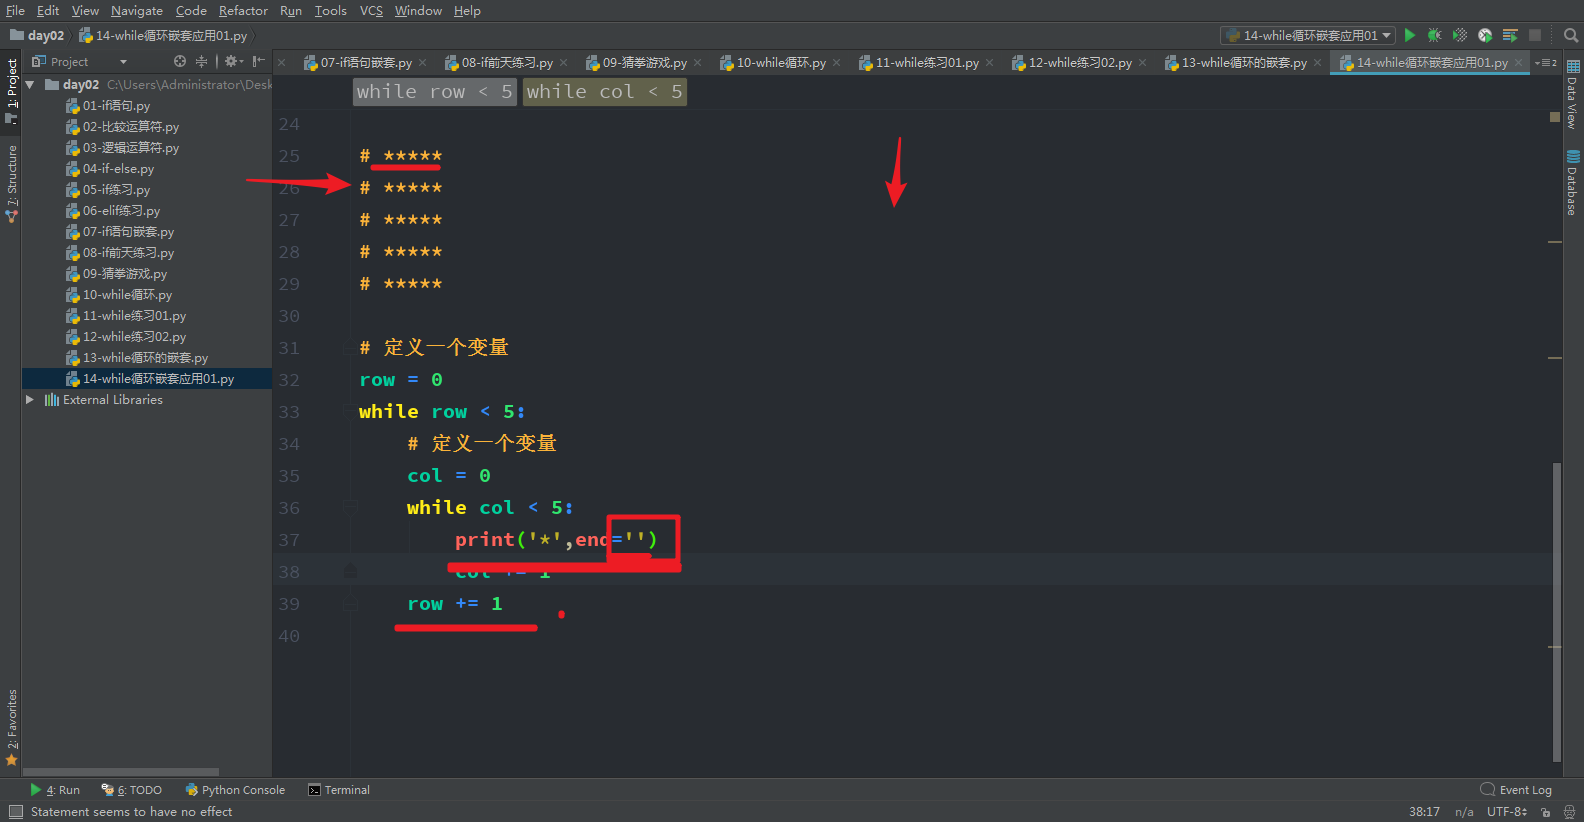 File Edit View Navigate Code Refactor Run Tools VCS Window Help
day02 14-while循环嵌套应用01.py 14-while循环嵌套应用01
Project 07-if语句嵌套.py 08-if前天练习.py 09-猜拳游戏.py 10-while循环.py 11-while练习01.py 12-while练习02.py 13-while循环的嵌套.py 14-while循环嵌套应用01.py 2
1: Project
7: Structure
2: Favorites
day02 C:\Users\Administrator\Desk
01-if语句.py
02-比较运算符.py
03-逻辑运算符.py
04-if-else.py
05-if练习.py
06-elif练习.py
07-if语句嵌套.py
08-if前天练习.py
09-猜拳游戏.py
10-while循环.py
11-while练习01.py
12-while练习02.py
13-while循环的嵌套.py
14-while循环嵌套应用01.py
External Libraries
while row < 5 while col < 5
24
25 # *****
26 # *****
27 # *****
28 # *****
29 # *****
30
31 # 定义一个变量
32 row = 0
33 while row < 5:
34 # 定义一个变量
35 col = 0
36 while col < 5:
37 print('*',end='')
38 col += 1
39 row += 1
40
Data View
Database
4: Run 6: TODO Python Console Terminal Event Log
Statement seems to have no effect 38:17 n/a UTF-8